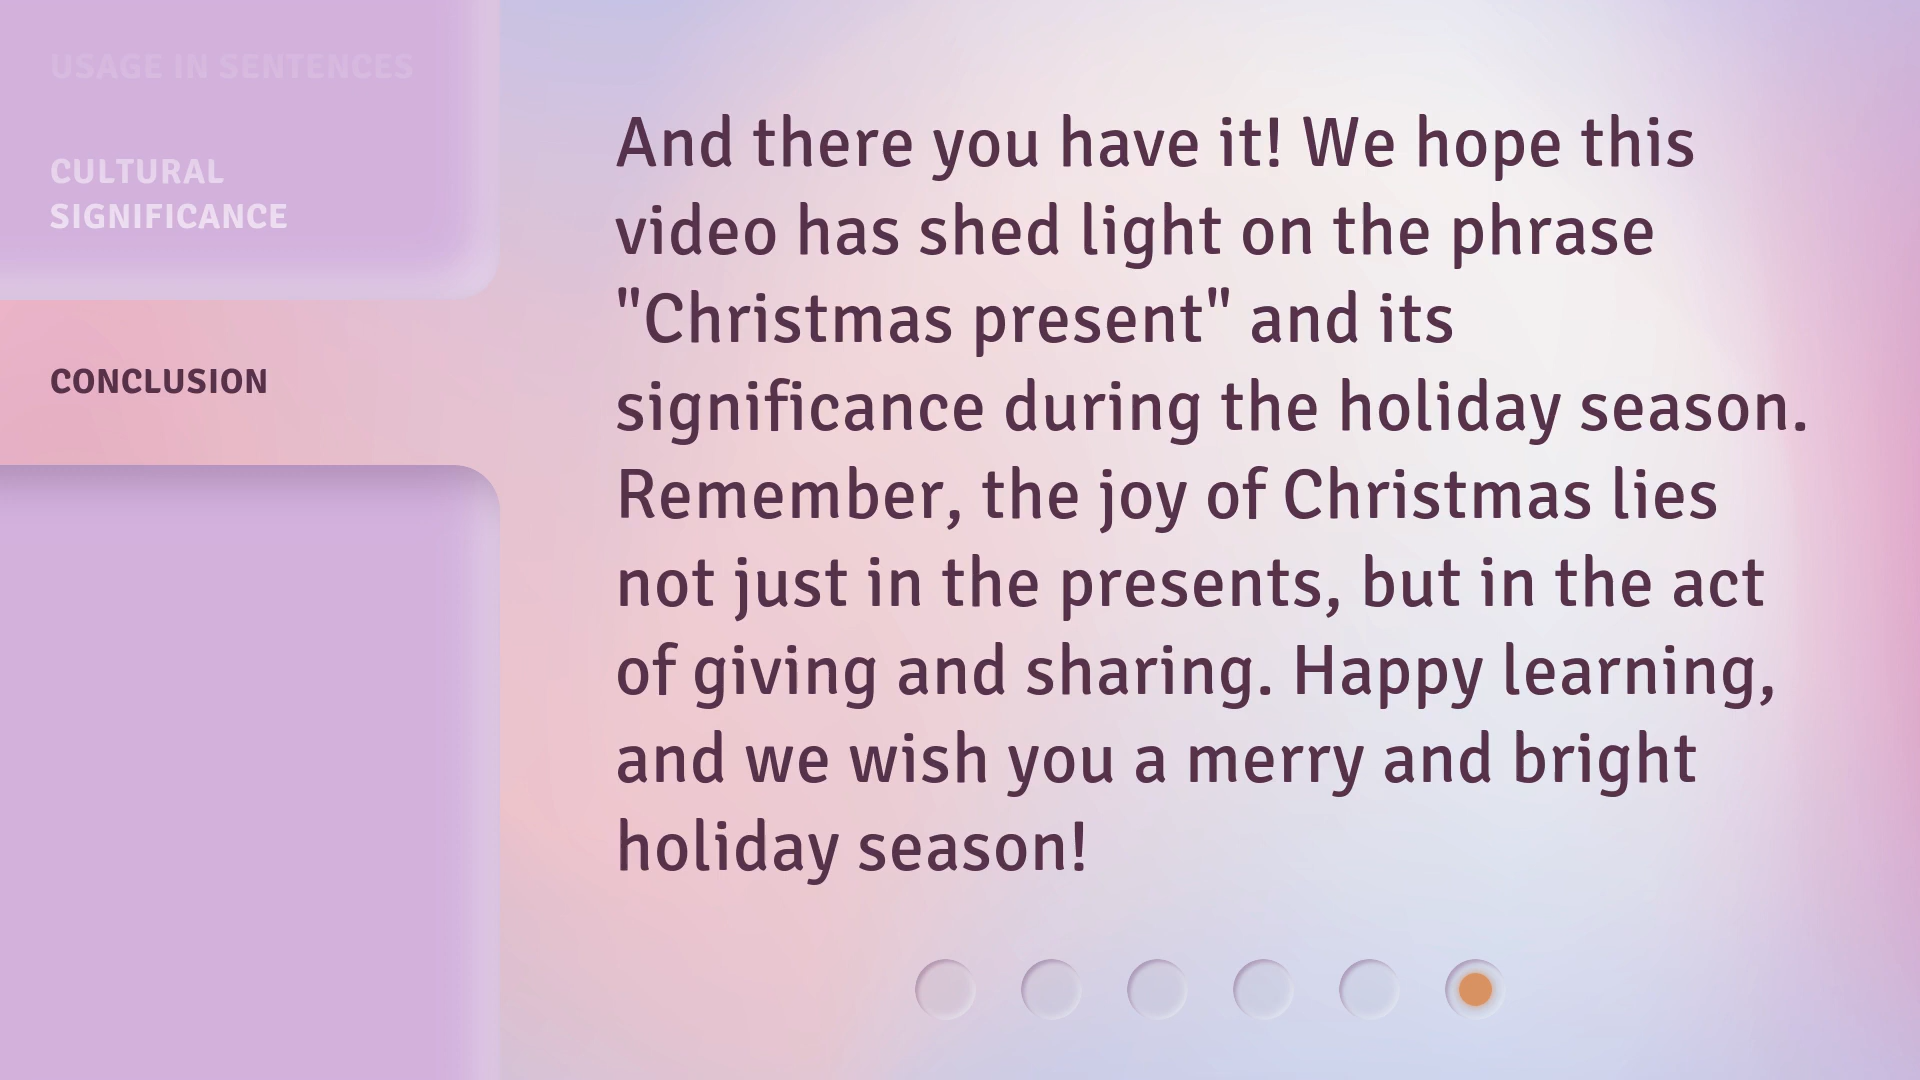 USAGE IN SENTENCES
CULTURAL
SIGNIFICANCE
CONCLUSION
And there you have it! We hope this
video has shed light on the phrase
"Christmas present" and its
significance during the holiday season.
Remember, the joy of Christmas lies
not just in the presents, but in the act
of giving and sharing. Happy learning,
and we wish you a merry and bright
holiday season!